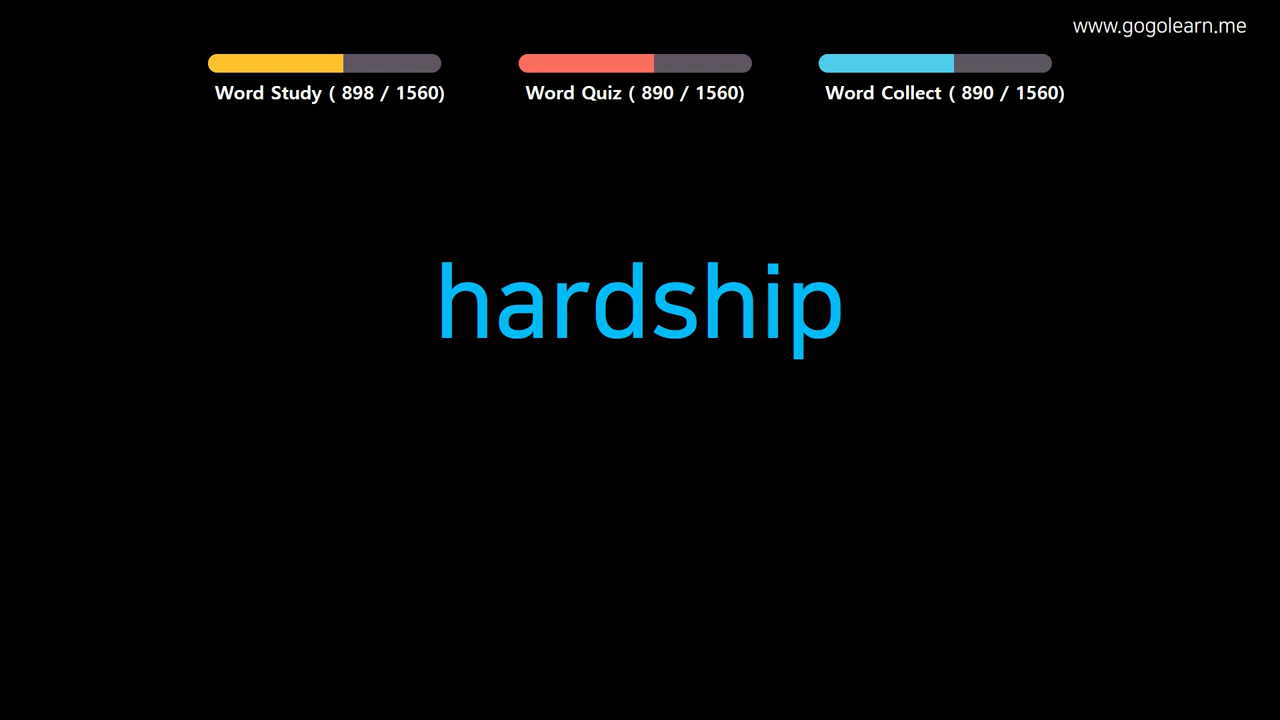 www.gogolearn.me
Word Study ( 898 / 1560)
Word Quiz ( 890 / 1560)
Word Collect ( 890 / 1560)
hardship